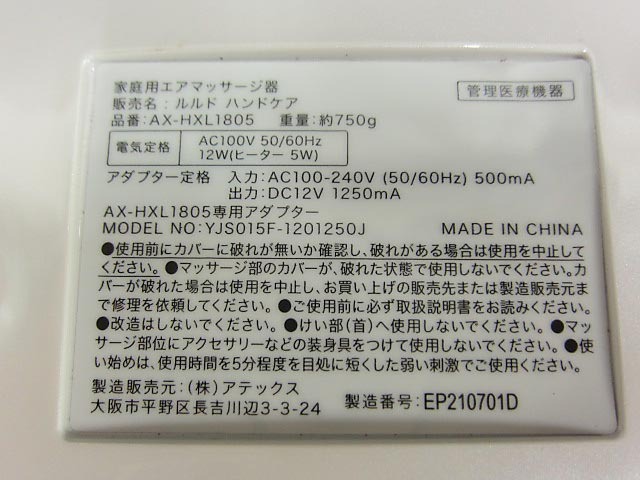 家庭用エアマッサージ器
管理医療機器
販売名：ルルド ハンドケア
品番：AX-HXL1805 重量：約750g
電気定格 AC100V 50/60Hz
12W(ヒーター 5W)
アダプター定格 入力：AC100-240V (50/60Hz) 500mA
出力：DC12V 1250mA
AX-HXL1805専用アダプター
MODEL NO：YJS015F-1201250J MADE IN CHINA
●使用前にカバーに破れが無いか確認し、破れがある場合は使用を中止して
ください。●マッサージ部のカバーが、破れた状態で使用しないでください。カ
バーが破れた場合は使用を中止し、お買い上げの販売先または製造販売元ま
で修理を依頼してください。●ご使用前に必ず取扱説明書をお読みください。
●改造はしないでください。●けい部（首）へ使用しないでください。●マッ
サージ部位にアクセサリーなどの装身具をつけて使用しないでください。●使
い始めは、使用時間を5分程度を目処に短くした弱い刺激でご使用ください。
製造販売元：(株) アテックス
大阪市平野区長吉川辺3-3-24 製造番号：EP210701D